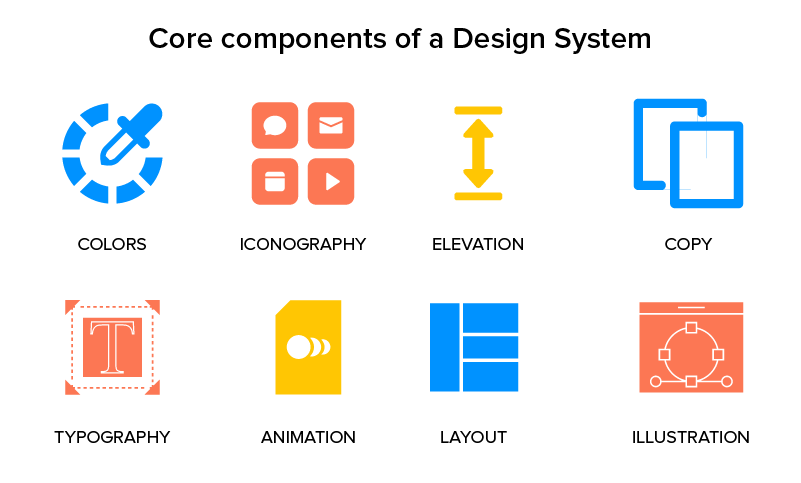 Core components of a Design System
COLORS
ICONOGRAPHY
ELEVATION
COPY
T
TYPOGRAPHY
ANIMATION
LAYOUT
ILLUSTRATION